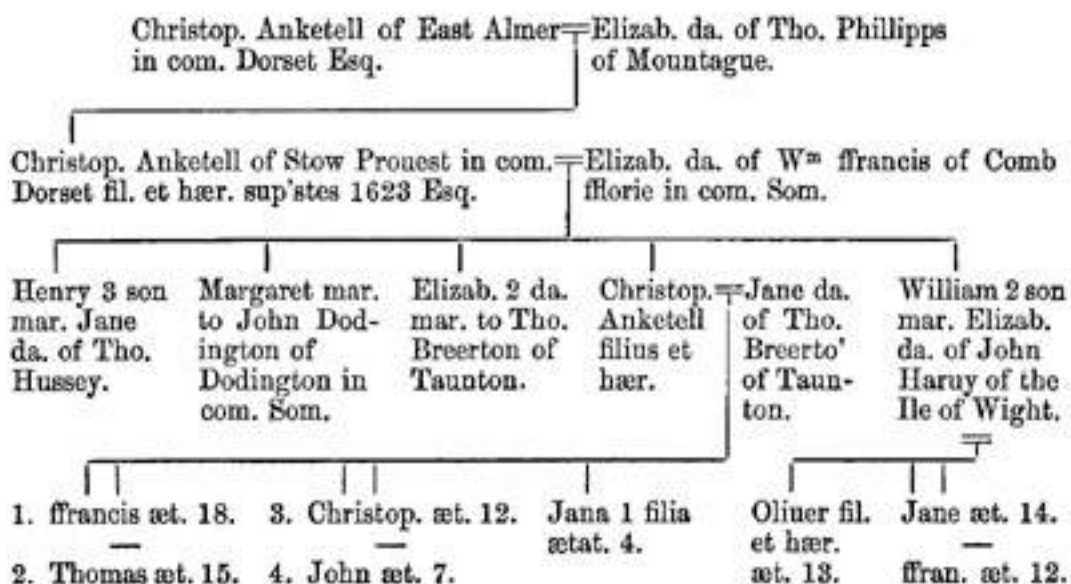 Christop. Anketell of East Almer
in com. Dorset Esq.
Elizab. da. of Tho. Phillipps
of Mountague.
Christop. Anketell of Stow Prouest in com.
Dorset fil. et hær. sup'stes 1623 Esq.
Elizab. da. of Wᵐ ffrancis of Comb
fflorie in com. Som.
Henry 3 son
mar. Jane
da. of Tho.
Hussey.
Margaret mar.
to John Dod-
ington of
Dodington in
com. Som.
Elizab. 2 da.
mar. to Tho.
Breerton of
Taunton.
Christop.
Anketell
filius et
hær.
Jane da.
of Tho.
Breerto'
of Taun-
ton.
William 2 son
mar. Elizab.
da. of John
Haruy of the
Ile of Wight.
1. ffrancis æt. 18.
2. Thomas æt. 15.
3. Christop. æt. 12.
4. John æt. 7.
Jana 1 filia
ætat. 4.
Oliuer fil.
et hær.
æt. 13.
Jane æt. 14.
ffran. æt. 12.